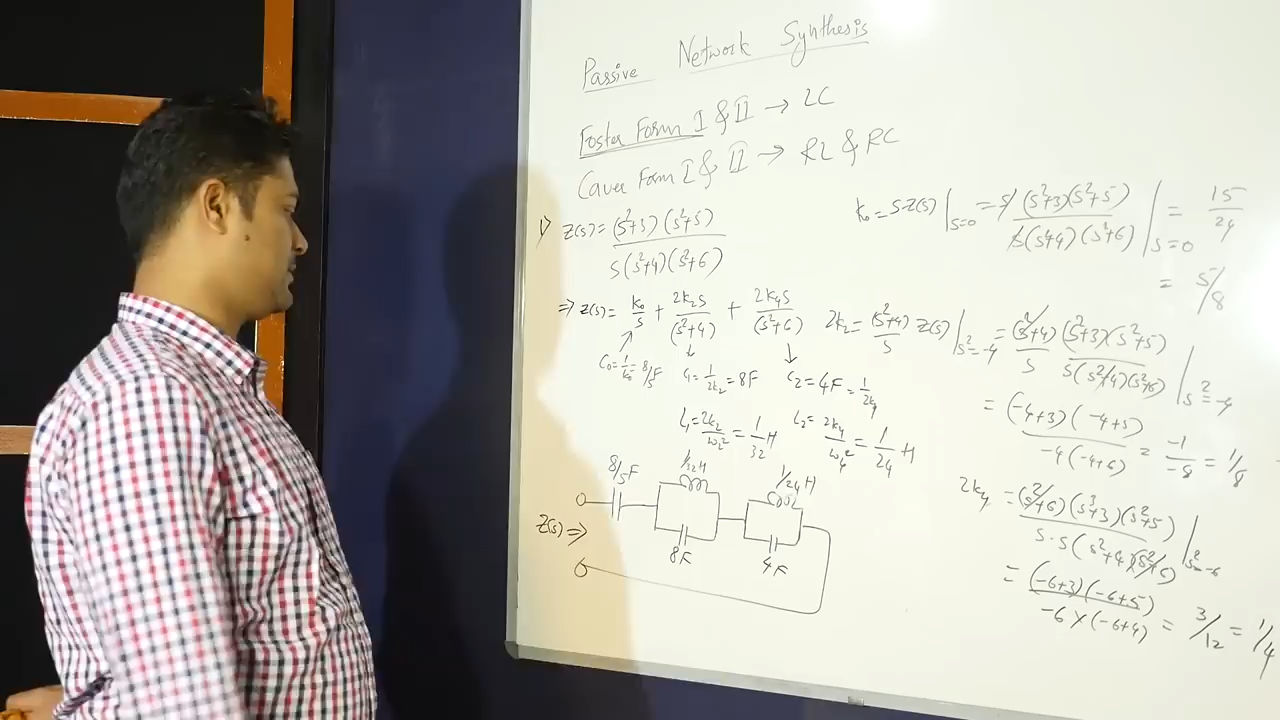 Passive Network Synthesis
Foster Form I & II → LC
Cauer Form I & II → RL & RC
1) Z(s) = (s²+3)(s²+5) / s(s²+4)(s²+6)
⇒ Z(s) = k₀/s + 2k₂s/(s²+4) + 2k₄s/(s²+6)
C₀ = 1/k₀ = 8/5F
C₁ = 1/2k₂ = 8F
C₂ = 4F = 1/2k₄
L₁ = 2k₂/ω₁² = 1/32 H
L₂ = 2k₄/ω₄² = 1/24 H
8/5F
1/32H
1/24H
Z(s) ⇒
8F
4F
k₀ = s·Z(s)|s=0 = s(s²+3)(s²+5) / s(s²+4)(s²+6) |s=0 = 15/24
= 5/8
2k₂ = (s²+4)/s Z(s)|s²=-4 = (s²+4)/s (s²+3)(s²+5) / s(s²+4)(s²+6) |s²=-4
= (-4+3)(-4+5) / -4(-4+6) = -1/-8 = 1/8
2k₄ = (s²+6)(s²+3)(s²+5) / s·s(s²+4)(s²+6) |s²=-6
= (-6+3)(-6+5) / -6×(-6+4) = 3/12 = 1/4